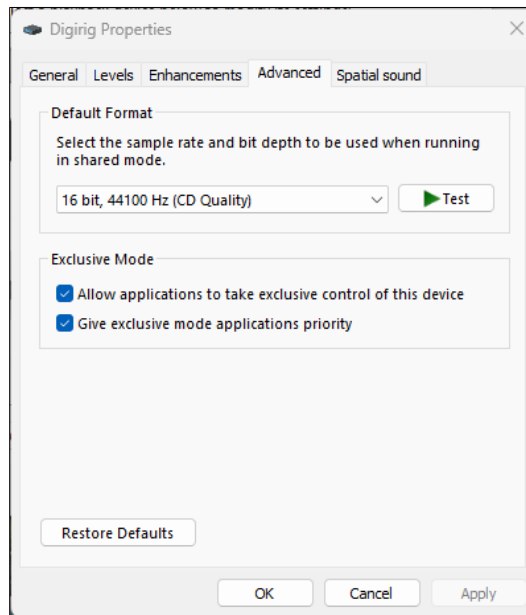 Digirig Properties
General
Levels
Enhancements
Advanced
Spatial sound
Default Format
Select the sample rate and bit depth to be used when running
in shared mode.
16 bit, 44100 Hz (CD Quality)
Test
Exclusive Mode
Allow applications to take exclusive control of this device
Give exclusive mode applications priority
Restore Defaults
OK
Cancel
Apply